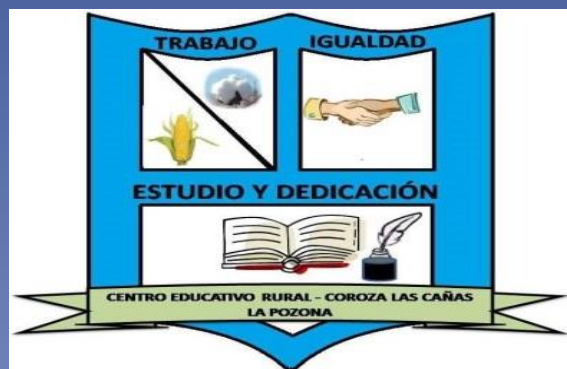 TRABAJO IGUALDAD
ESTUDIO Y DEDICACIÓN
CENTRO EDUCATIVO RURAL - COROZA LAS CAÑAS
LA POZONA